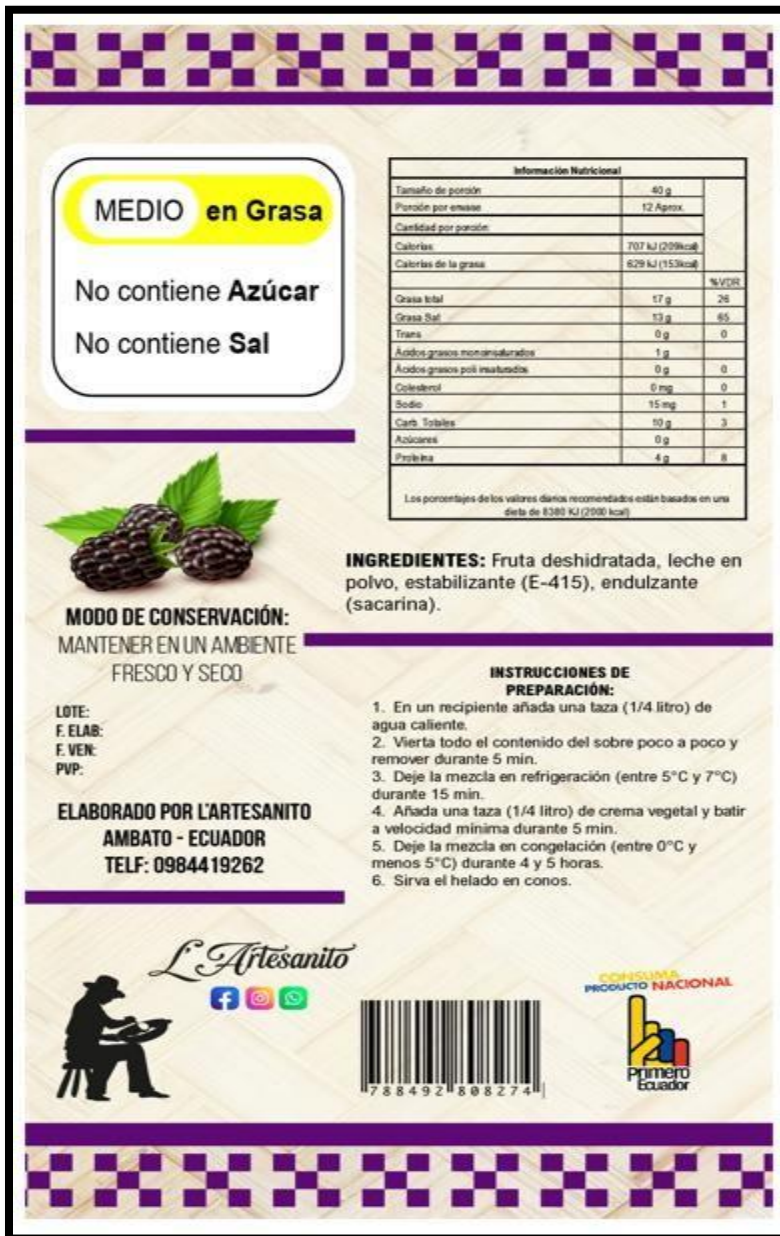 MEDIO en Grasa
No contiene Azúcar
No contiene Sal
Información Nutricional
Tamaño de porción 40 g
Porción por envase 12 Aprox.
Cantidad por porción
Calorías 707 kJ (209kcal)
Calorías de la grasa 629 kJ (153kcal)
%VDR
Grasa total 17 g 26
Grasa Sat 13 g 65
Trans 0 g 0
Ácidos grasos monoinsaturados 1 g
Ácidos grasos poli insaturados 0 g 0
Colesterol 0 mg 0
Sodio 15 mg 1
Carb. Totales 10 g 3
Azúcares 0 g
Proteína 4 g 8
Los porcentajes de los valores diarios recomendados están basados en una
dieta de 8380 KJ (2000 kcal)
INGREDIENTES: Fruta deshidratada, leche en
polvo, estabilizante (E-415), endulzante
(sacarina).
MODO DE CONSERVACIÓN:
MANTENER EN UN AMBIENTE
FRESCO Y SECO
LOTE:
F. ELAB:
F. VEN:
PVP:
ELABORADO POR L'ARTESANITO
AMBATO - ECUADOR
TELF: 0984419262
INSTRUCCIONES DE
PREPARACIÓN:
1. En un recipiente añada una taza (1/4 litro) de
agua caliente.
2. Vierta todo el contenido del sobre poco a poco y
remover durante 5 min.
3. Deje la mezcla en refrigeración (entre 5°C y 7°C)
durante 15 min.
4. Añada una taza (1/4 litro) de crema vegetal y batir
a velocidad mínima durante 5 min.
5. Deje la mezcla en congelación (entre 0°C y
menos 5°C) durante 4 y 5 horas.
6. Sirva el helado en conos.
L'Artesanito
788492 808274
CONSUMA
PRODUCTO NACIONAL
Primero
Ecuador